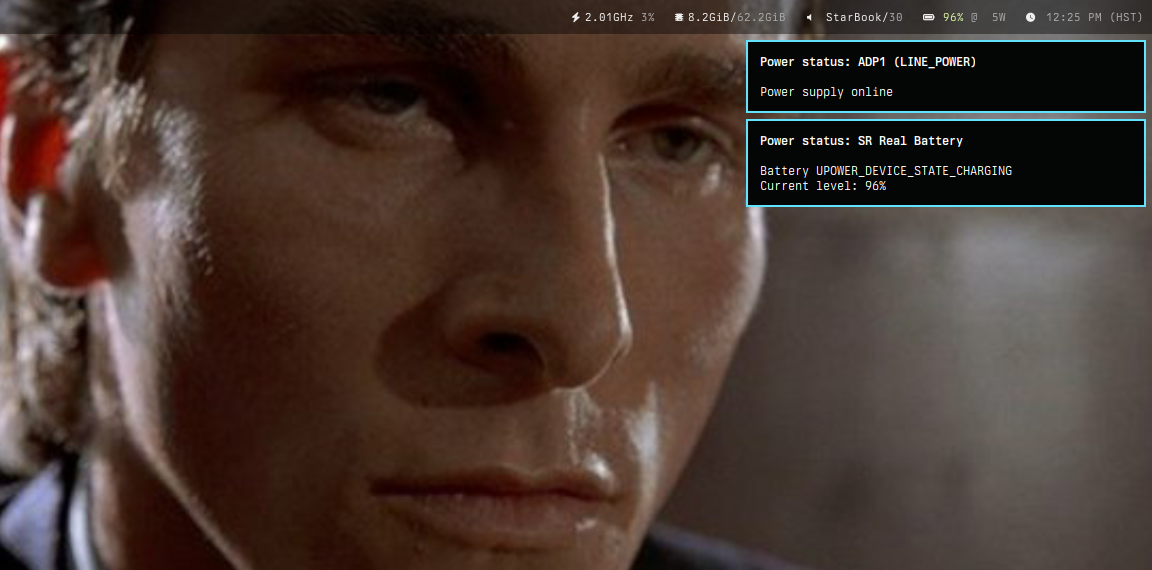 2.01GHz 3% 8.2GiB/62.2GiB StarBook/30 96% @ 5W 12:25 PM (HST)
Power status: ADP1 (LINE_POWER)
Power supply online
Power status: SR Real Battery
Battery UPOWER_DEVICE_STATE_CHARGING
Current level: 96%